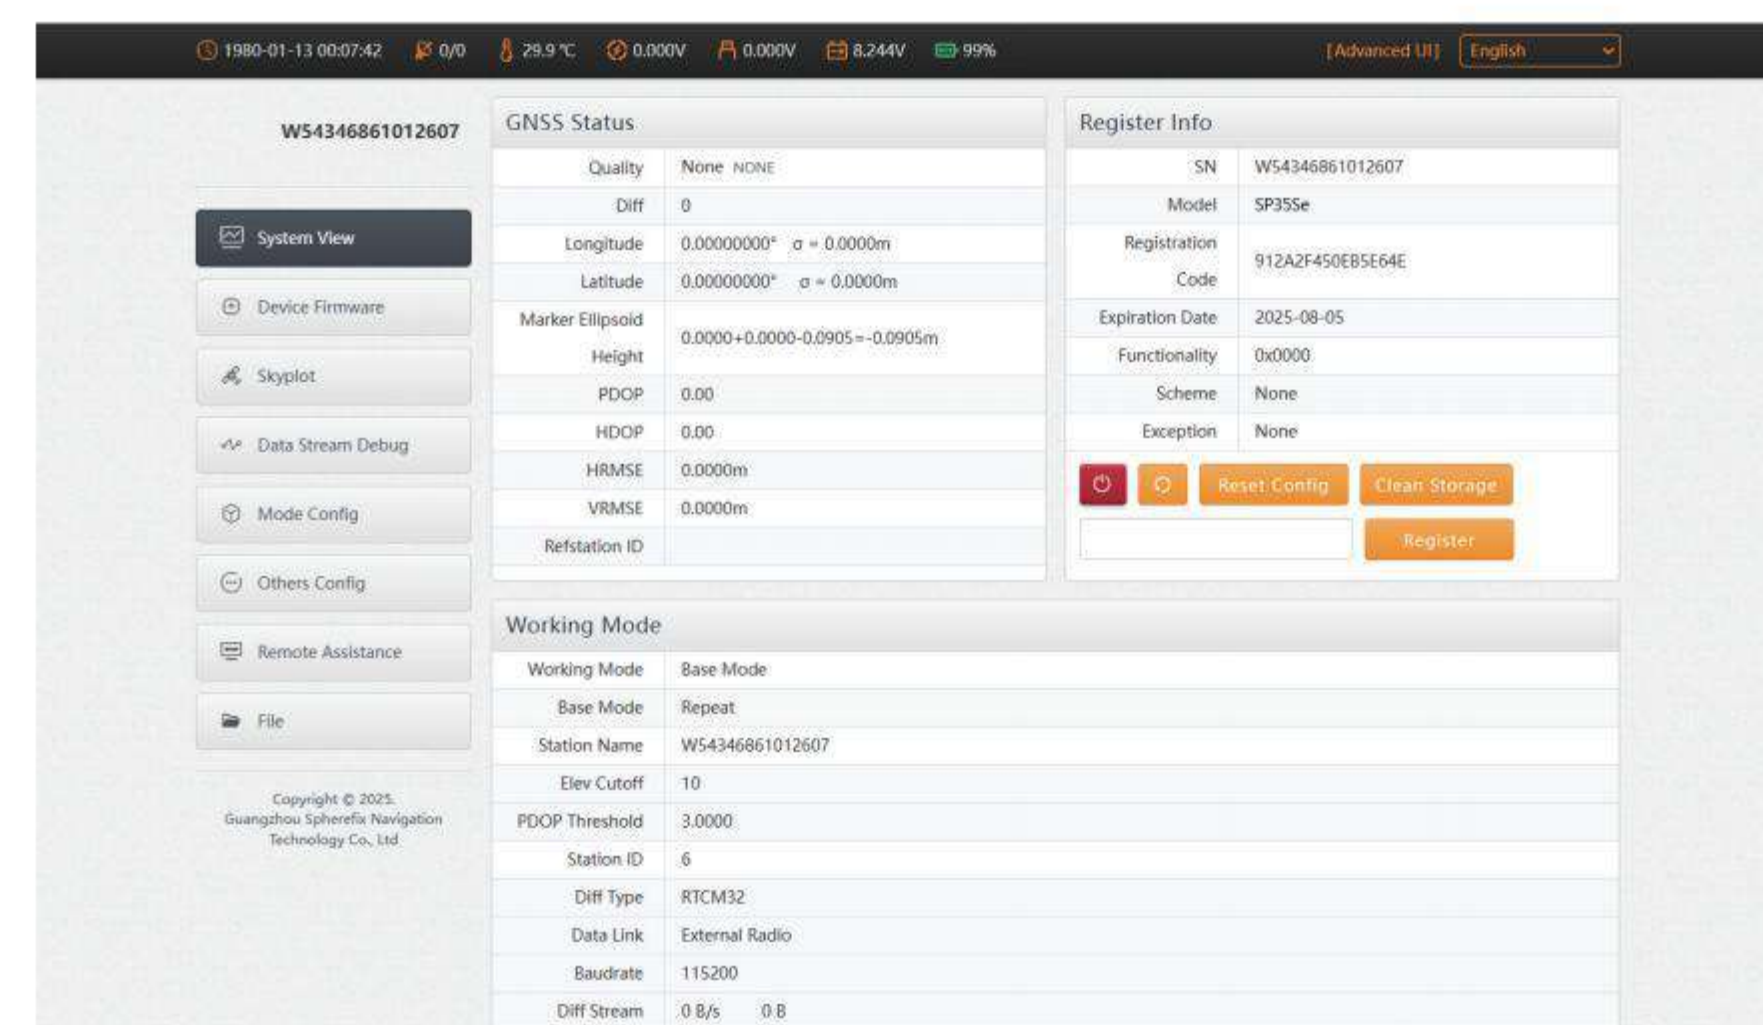 1980-01-13 00:07:42 0/0 29.9 ℃ 0.000V 0.000V 8.244V 99% [Advanced UI] English
W54346861012607
System View
Device Firmware
Skyplot
Data Stream Debug
Mode Config
Others Config
Remote Assistance
File
Copyright © 2025.
Guangzhou Spherefix Navigation
Technology Co., Ltd
GNSS Status
Quality None NONE
Diff 0
Longitude 0.00000000° σ = 0.0000m
Latitude 0.00000000° σ = 0.0000m
Marker Ellipsoid
Height 0.0000+0.0000-0.0905=-0.0905m
PDOP 0.00
HDOP 0.00
HRMSE 0.0000m
VRMSE 0.0000m
Refstation ID
Register Info
SN W54346861012607
Model SP35Se
Registration
Code 912A2F450EB5E64E
Expiration Date 2025-08-05
Functionality 0x0000
Scheme None
Exception None
Reset Config Clean Storage
Register
Working Mode
Working Mode Base Mode
Base Mode Repeat
Station Name W54346861012607
Elev Cutoff 10
PDOP Threshold 3.0000
Station ID 6
Diff Type RTCM32
Data Link External Radio
Baudrate 115200
Diff Stream 0 B/s 0 B